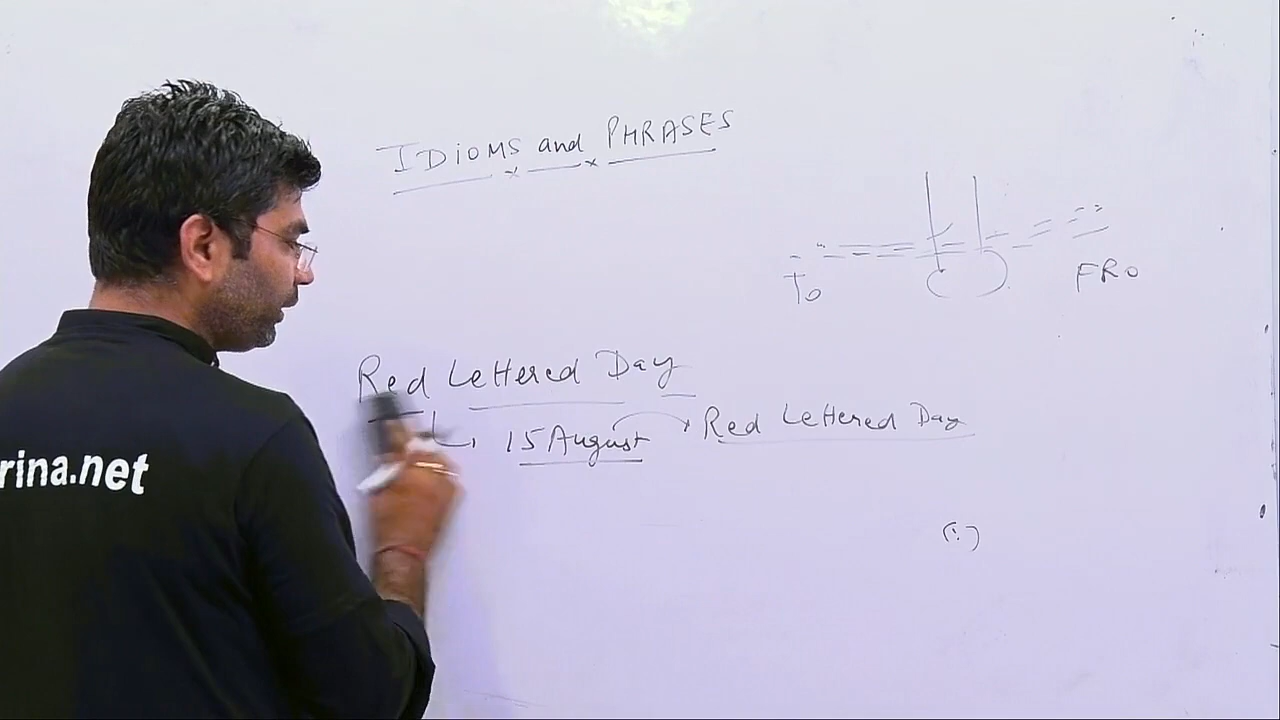 IDioMS and PHRASES
To
FRo
Red Lettered Day
15 August Red Lettered Day
rina.net
(i)